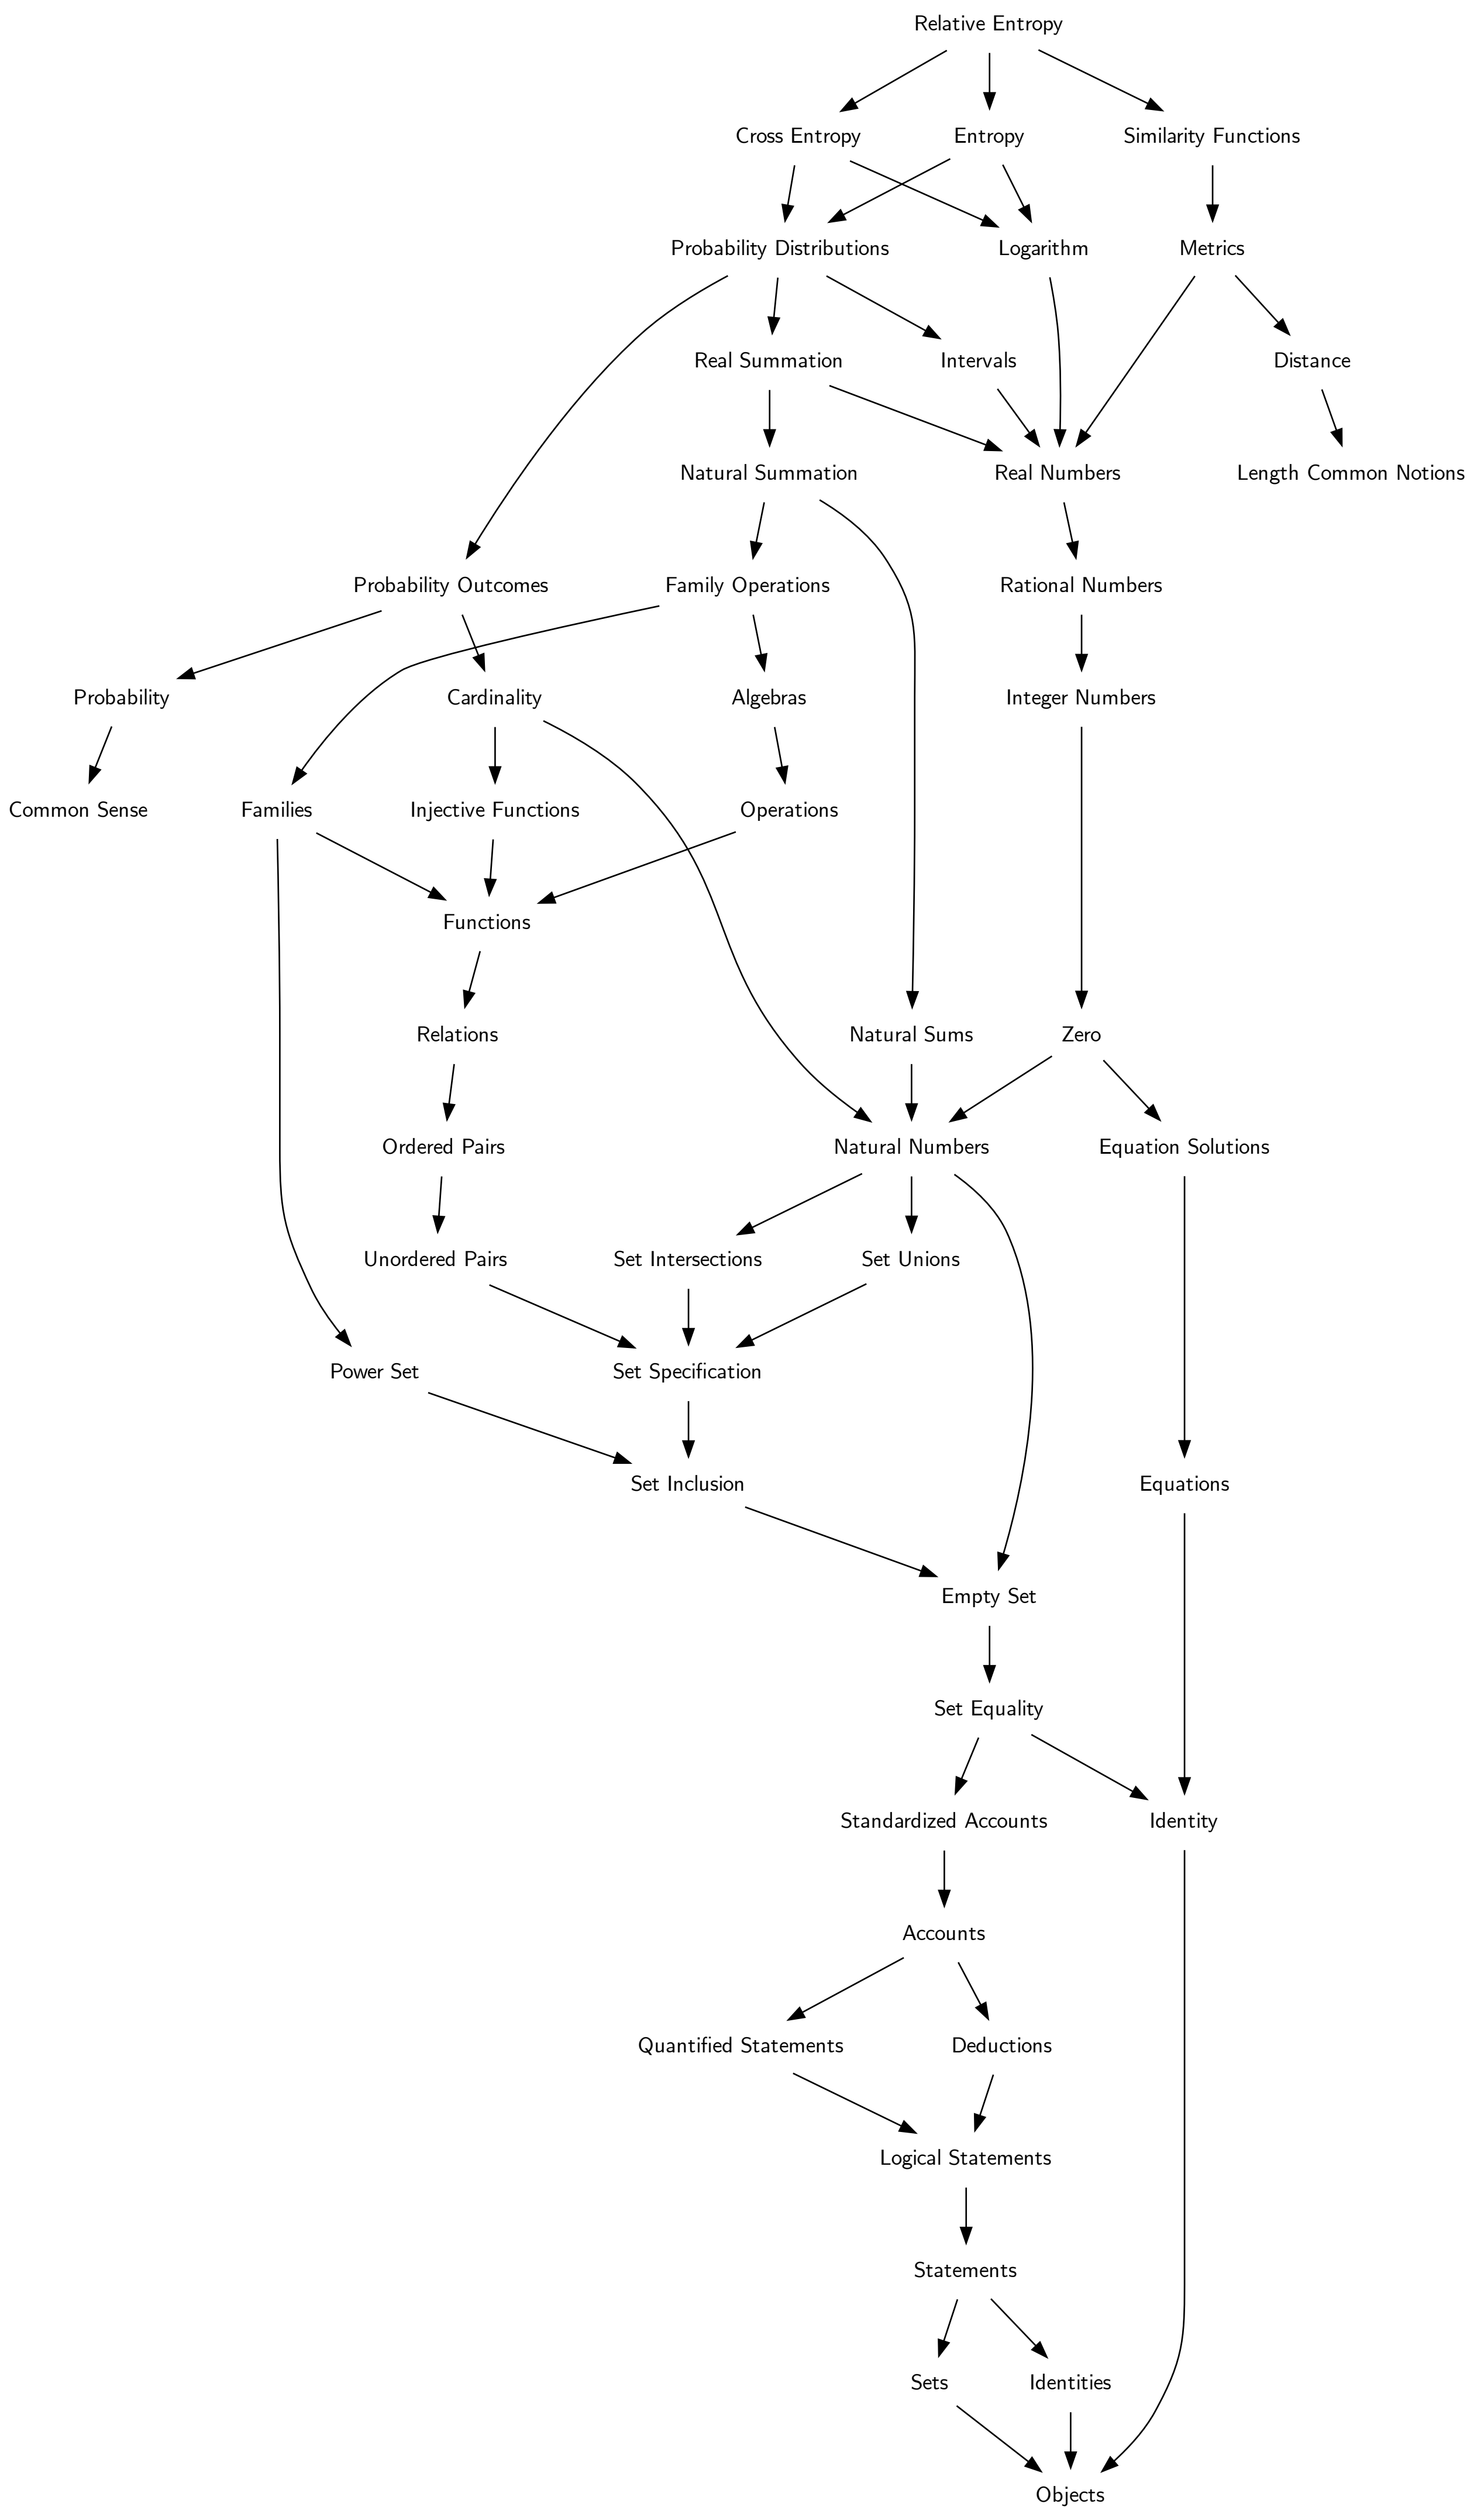 Relative Entropy
Cross Entropy
Entropy
Similarity Functions
Probability Distributions
Logarithm
Metrics
Real Summation
Intervals
Distance
Natural Summation
Real Numbers
Length Common Notions
Probability Outcomes
Family Operations
Rational Numbers
Probability
Cardinality
Algebras
Integer Numbers
Common Sense
Families
Injective Functions
Operations
Functions
Relations
Natural Sums
Zero
Ordered Pairs
Natural Numbers
Equation Solutions
Unordered Pairs
Set Intersections
Set Unions
Power Set
Set Specification
Set Inclusion
Equations
Empty Set
Set Equality
Standardized Accounts
Identity
Accounts
Quantified Statements
Deductions
Logical Statements
Statements
Sets
Identities
Objects